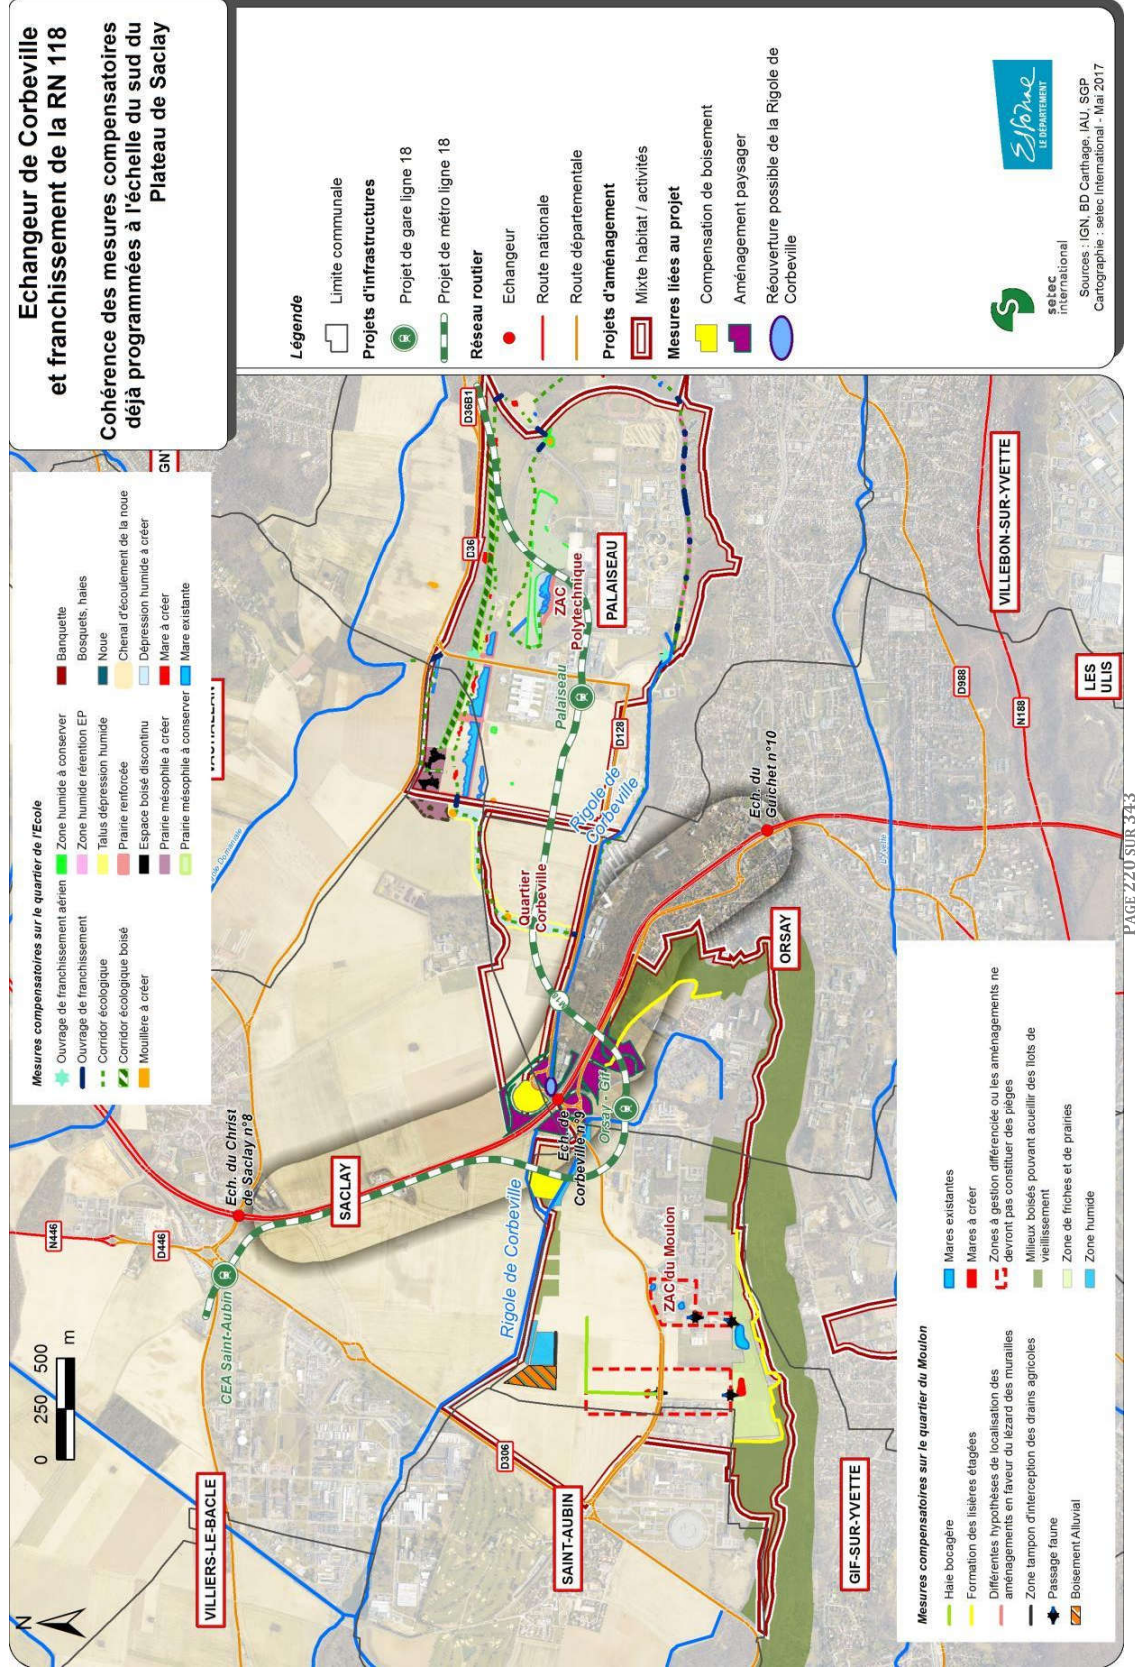 Echangeur de Corbeville
et franchissement de la RN 118
Cohérence des mesures compensatoires
déjà programmées à l'échelle du sud du
Plateau de Saclay
Légende
Limite communale
Projets d'infrastructures
Projet de gare ligne 18
Projet de métro ligne 18
Réseau routier
Echangeur
Route nationale
Route départementale
Projets d'aménagement
Mixte habitat / activités
Mesures liées au projet
Compensation de boisement
Aménagement paysager
Réouverture possible de la Rigole de
Corbeville
setec
international
Essonne
LE DÉPARTEMENT
Sources : IGN, BD Carthage, IAU, SGP
Cartographie : setec International - Mai 2017
Mesures compensatoires sur le quartier de l'Ecole
Ouvrage de franchissement aérien
Ouvrage de franchissement
Corridor écologique
Corridor écologique boisé
Mouillère à créer
Zone humide à conserver
Zone humide rérention EP
Talus dépression humide
Prairie renforcée
Espace boisé discontinu
Prairie mésophile à créer
Prairie mésophile à conserver
Banquette
Bosquets, haies
Noue
Chenal d'écoulement de la noue
Dépression humide à créer
Mare à créer
Mare existante
N
0 250 500
m
N446
D446
Ech. du Christ
de Saclay n°8
CEA Saint-Aubin
VILLIERS-LE-BACLE
SACLAY
D36
D36B1
Rigole de Corbeville
Quartier
Corbeville
Palaiseau
ZAC
Polytechnique
PALAISEAU
D128
Rigole de
Corbeville
Ech. de
Corbeville n°9
Orsay - Gif
Ech. du
Guichet n°10
ORSAY
ZAC du Moulon
D306
SAINT-AUBIN
GIF-SUR-YVETTE
L'Yvette
D988
N188
VILLEBON-SUR-YVETTE
LES
ULIS
Mesures compensatoires sur le quartier du Moulon
Haie bocagère
Formation des lisières étagées
Différentes hypothèses de localisation des
aménagements en faveur du lézard des murailles
Zone tampon d'interception des drains agricoles
Passage faune
Boisement Alluvial
Mares existantes
Mares à créer
Zones à gestion différenciée ou les aménagements ne
devront pas constituer des pièges
Milieux boisés pouvant acueillir des îlots de
vieillissement
Zone de friches et de prairies
Zone humide
PAGE 220 SUR 343